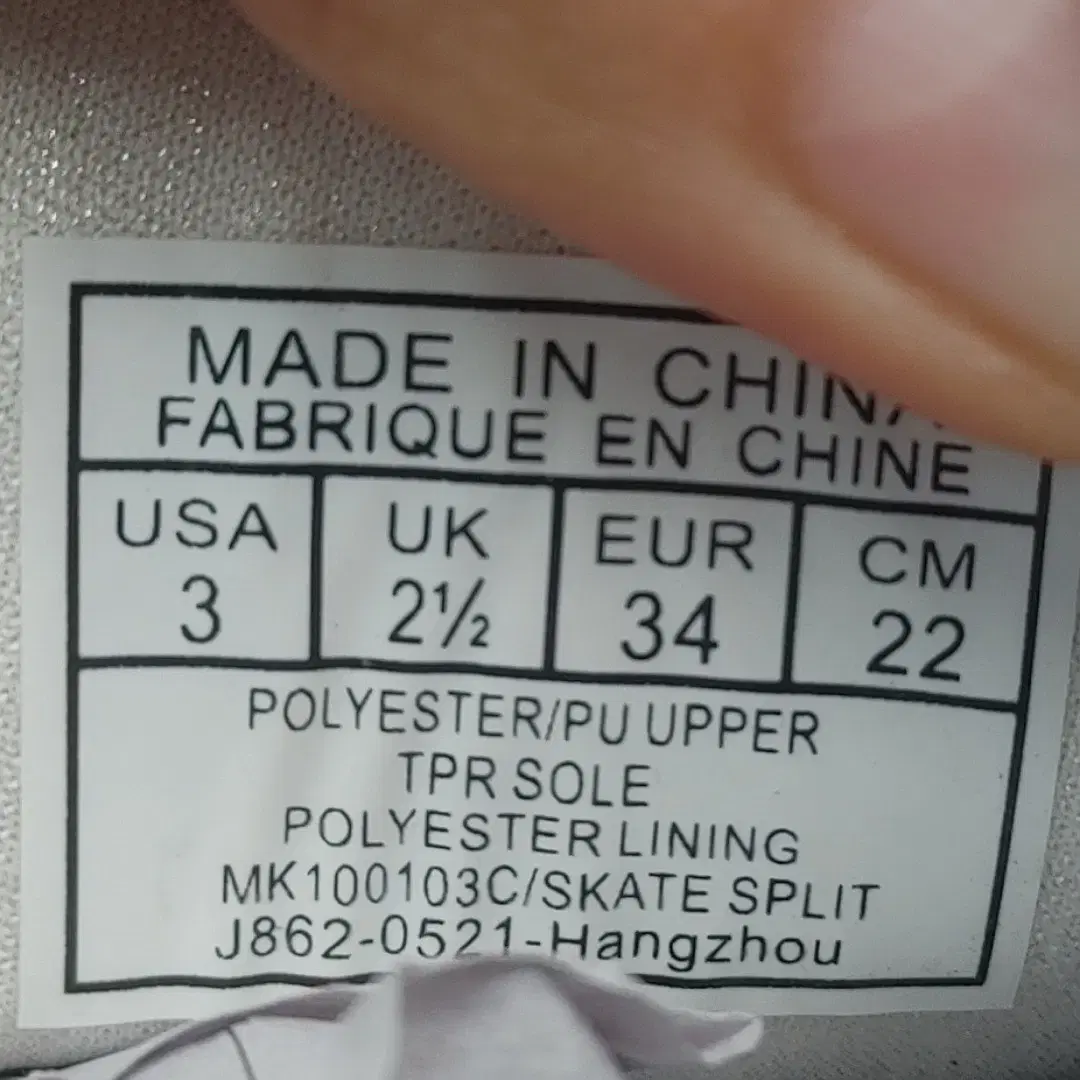 MADE IN CHINA
FABRIQUE EN CHINE
USA UK EUR CM
3 2½ 34 22
POLYESTER/PU UPPER
TPR SOLE
POLYESTER LINING
MK100103C/SKATE SPLIT
J862-0521-Hangzhou